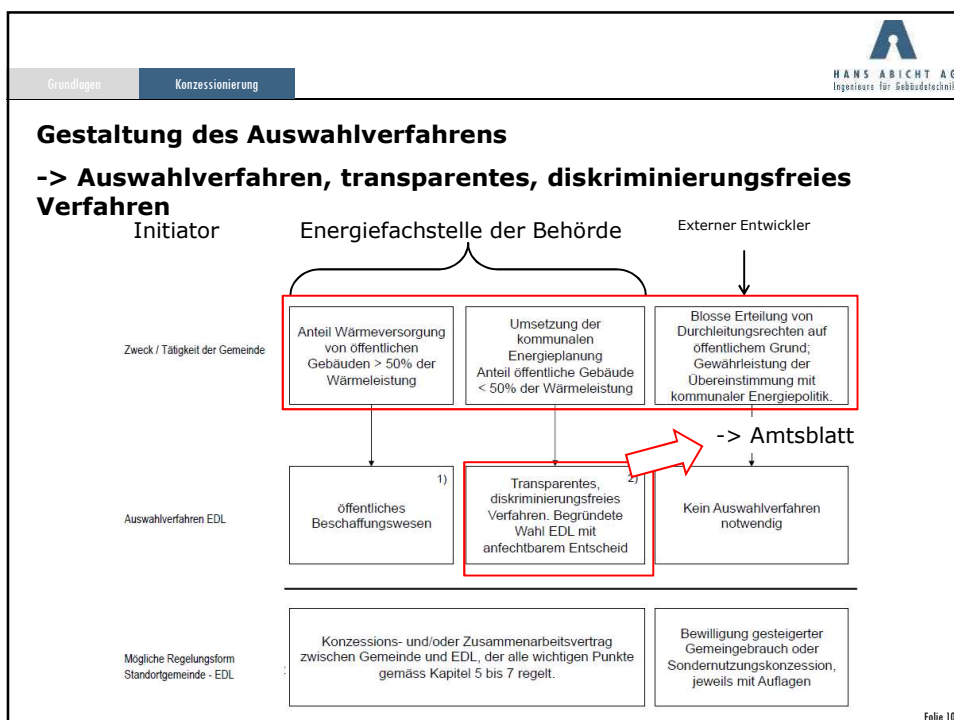 HANS ABICHT AG
Ingenieure für Gebäudetechnik
Grundlagen
Konzessionierung
Gestaltung des Auswahlverfahrens
-> Auswahlverfahren, transparentes, diskriminierungsfreies
Verfahren
Initiator
Energiefachstelle der Behörde
Externer Entwickler
Zweck / Tätigkeit der Gemeinde
Anteil Wärmeversorgung
von öffentlichen
Gebäuden > 50% der
Wärmeleistung
Umsetzung der
kommunalen
Energieplanung
Anteil öffentliche Gebäude
< 50% der Wärmeleistung
Blosse Erteilung von
Durchleitungsrechten auf
öffentlichem Grund;
Gewährleistung der
Übereinstimmung mit
kommunaler Energiepolitik.
-> Amtsblatt
Auswahlverfahren EDL
1)
öffentliches
Beschaffungswesen
2)
Transparentes,
diskriminierungsfreies
Verfahren. Begründete
Wahl EDL mit
anfechtbarem Entscheid
Kein Auswahlverfahren
notwendig
Mögliche Regelungsform
Standortgemeinde - EDL
:
Konzessions- und/oder Zusammenarbeitsvertrag
zwischen Gemeinde und EDL, der alle wichtigen Punkte
gemäss Kapitel 5 bis 7 regelt.
Bewilligung gesteigerter
Gemeingebrauch oder
Sondernutzungskonzession,
jeweils mit Auflagen
Folie 10